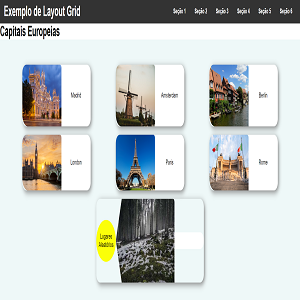 Exemplo de Layout Grid
Seção 1 Seção 2 Seção 3 Seção 4 Seção 5 Seção 6
Capitais Europeias
Madrid
Amsterdam
Berlin
London
Paris
Rome
Lugares
Aleatórios